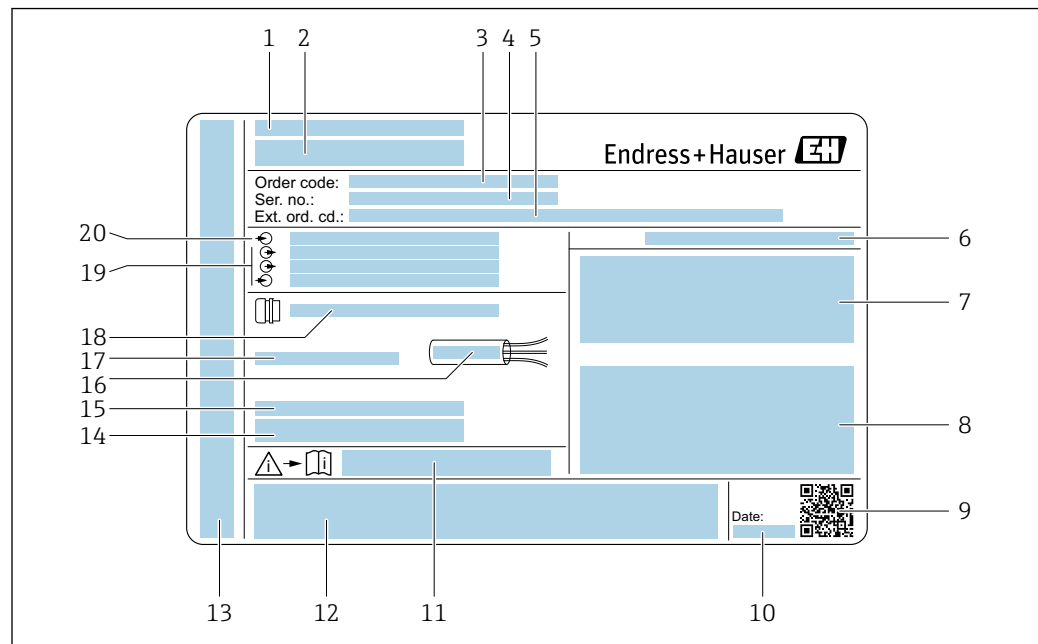 1 2 3 4 5
Endress+Hauser EH
Order code:
Ser. no.:
Ext. ord. cd.:
20
6
19
7
i i
18
17
16
15
14
8
Date:
9
13 12 11 10